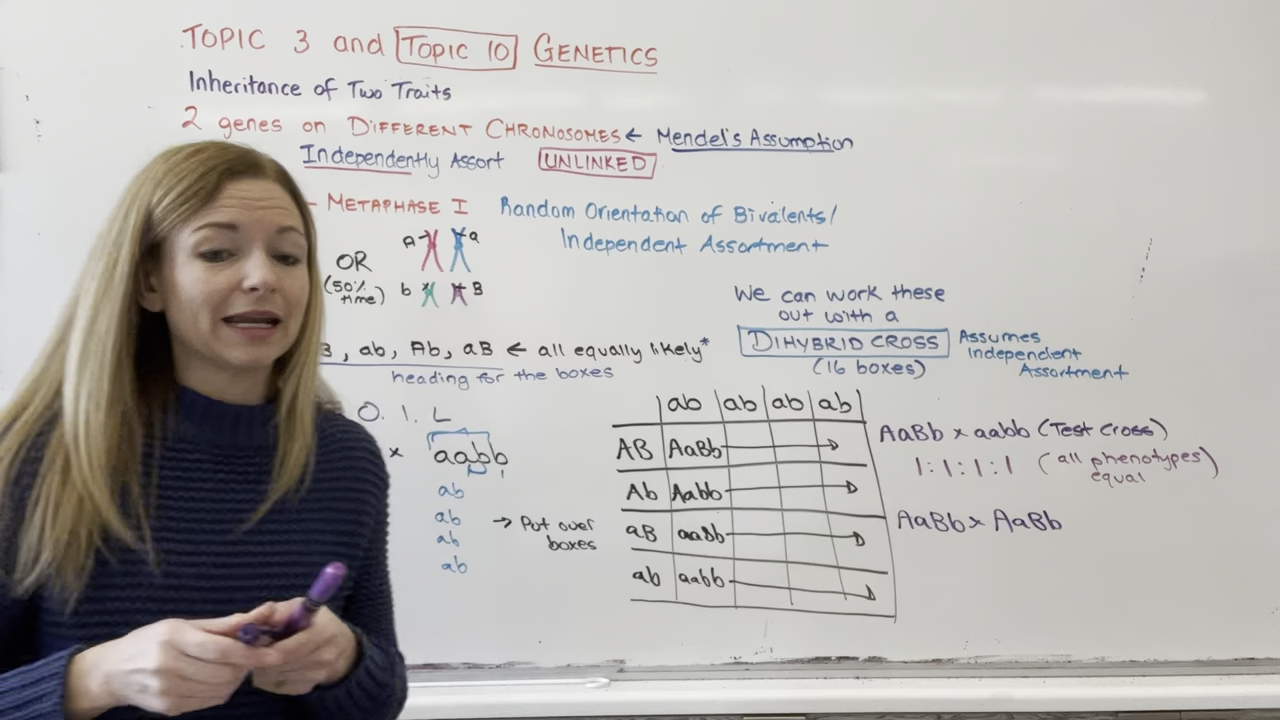 TOPIC 3 and Topic 10 GENETICS
Inheritance of Two Traits
2 genes on DIFFERENT CHRONOSOMES ← Mendel's Assumption
Independently Assort UNLINKED
- METAPHASE I Random Orientation of Bivalents/
Independent Assortment
A a
OR
(50% time) b B
We can work these
out with a
DIHYBRID CROSS Assumes Independent Assortment
(16 boxes)
B, ab, Ab, aB ← all equally likely*
heading for the boxes
O. I. L
x aabb
ab
ab
ab
ab
→ Put over boxes
ab ab ab ab
AB AaBb
Ab Aabb
aB aaBb
ab aabb
AaBb x aabb (Test Cross)
1:1:1:1 (all phenotypes equal)
AaBb x AaBb